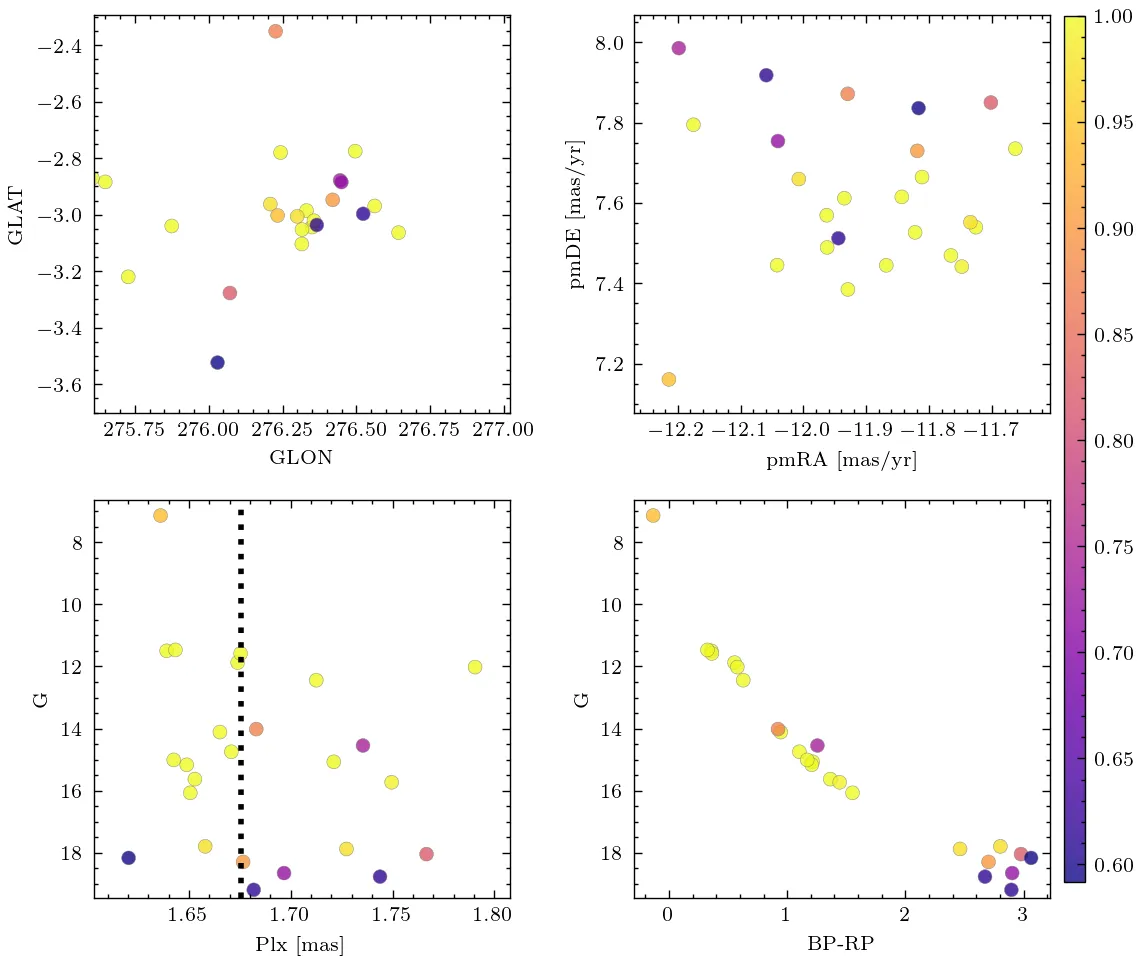 −2.4
−2.6
−2.8
−3.0
−3.2
−3.4
−3.6
GLAT
275.75 276.00 276.25 276.50 276.75 277.00
GLON
8.0
7.8
7.6
7.4
7.2
pmDE [mas/yr]
−12.2 −12.1 −12.0 −11.9 −11.8 −11.7
pmRA [mas/yr]
1.00
0.95
0.90
0.85
0.80
0.75
0.70
0.65
0.60
8
10
12
14
16
18
G
1.65 1.70 1.75 1.80
Plx [mas]
8
10
12
14
16
18
G
0 1 2 3
BP-RP